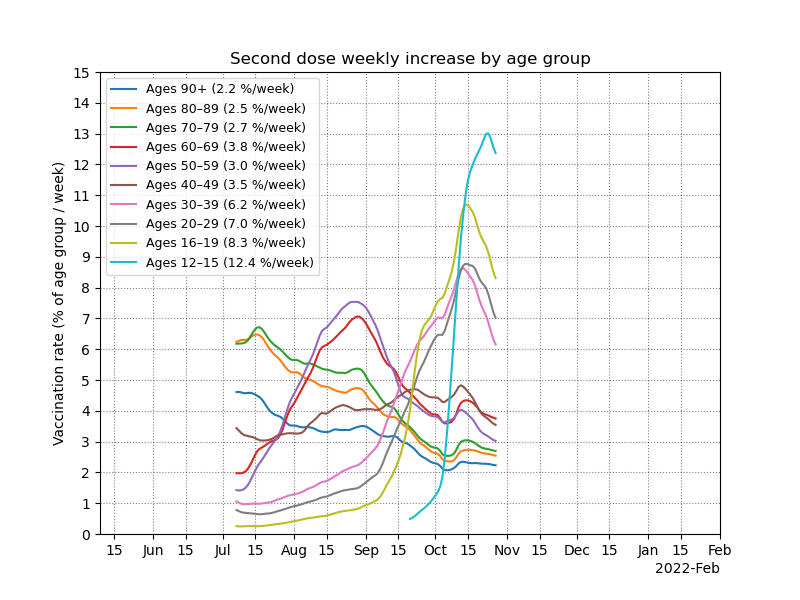 Second dose weekly increase by age group
Vaccination rate (% of age group / week)
15
14
13
12
11
10
9
8
7
6
5
4
3
2
1
0
Ages 90+ (2.2 %/week)
Ages 80–89 (2.5 %/week)
Ages 70–79 (2.7 %/week)
Ages 60–69 (3.8 %/week)
Ages 50–59 (3.0 %/week)
Ages 40–49 (3.5 %/week)
Ages 30–39 (6.2 %/week)
Ages 20–29 (7.0 %/week)
Ages 16–19 (8.3 %/week)
Ages 12–15 (12.4 %/week)
15 Jun 15 Jul 15 Aug 15 Sep 15 Oct 15 Nov 15 Dec 15 Jan 15 Feb
2022-Feb